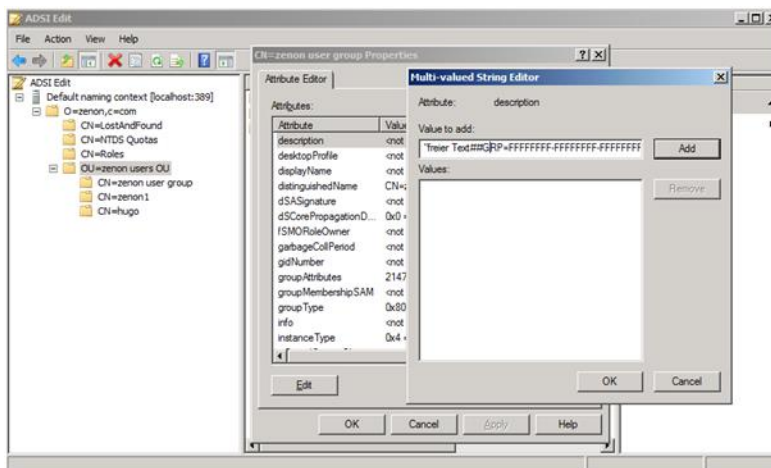 ADSI Edit
File Action View Help
ADSI Edit
Default naming context [localhost:389]
O=zenon,c=com
CN=LostAndFound
CN=NTDS Quotas
CN=Roles
OU=zenon users OU
CN=zenon user group
CN=zenon1
CN=hugo
CN=zenon user group Properties
Attribute Editor
Attributes:
Attribute Value
description <not
desktopProfile <not
displayName <not
distinguishedName CN=z
dSASignature <not
dSCorePropagationD... 0x0 =
fSMORoleOwner <not
garbageCollPeriod <not
gidNumber <not
groupAttributes 2147
groupMembershipSAM <not
groupType 0x80
info <not
instanceType 0x4 =
Edit
OK Cancel Apply Help
Multi-valued String Editor
Attribute: description
Value to add:
"freier Text##GRP=FFFFFFFF-FFFFFFFF-FFFFFFFF
Add
Values:
Remove
OK Cancel